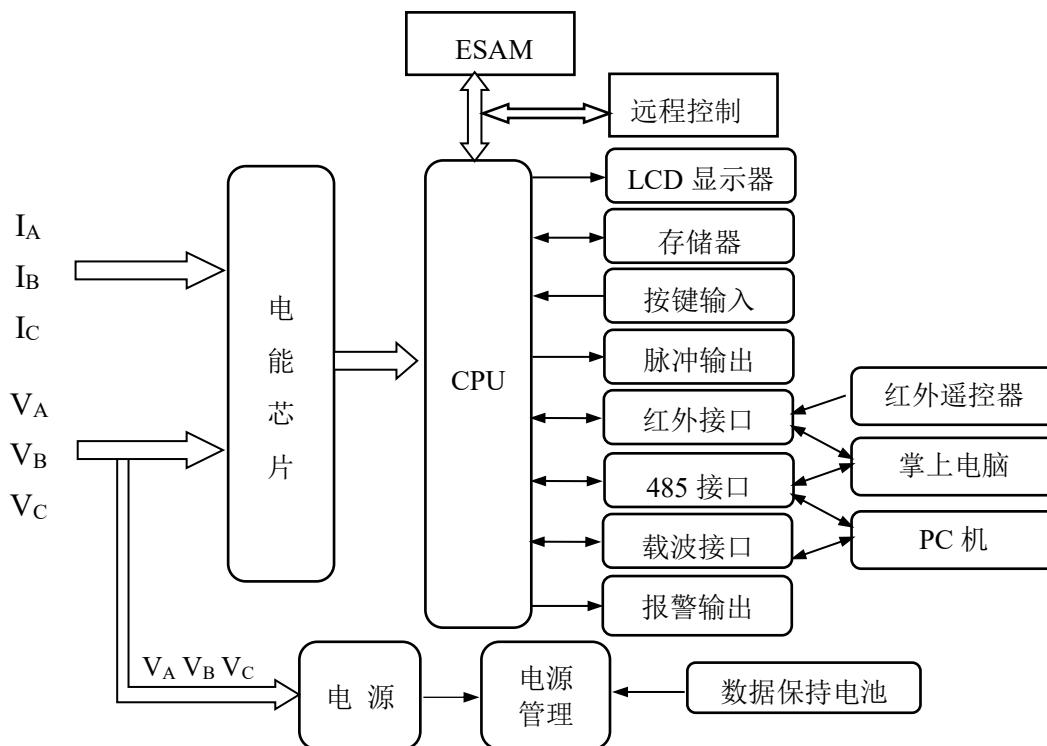 ESAM
远程控制
LCD 显示器
存储器
按键输入
脉冲输出
红外接口
485 接口
载波接口
报警输出
红外遥控器
掌上电脑
PC 机
IA
IB
IC
VA
VB
VC
电
能
芯
片
CPU
VA VB VC
电 源
电源
管理
数据保持电池